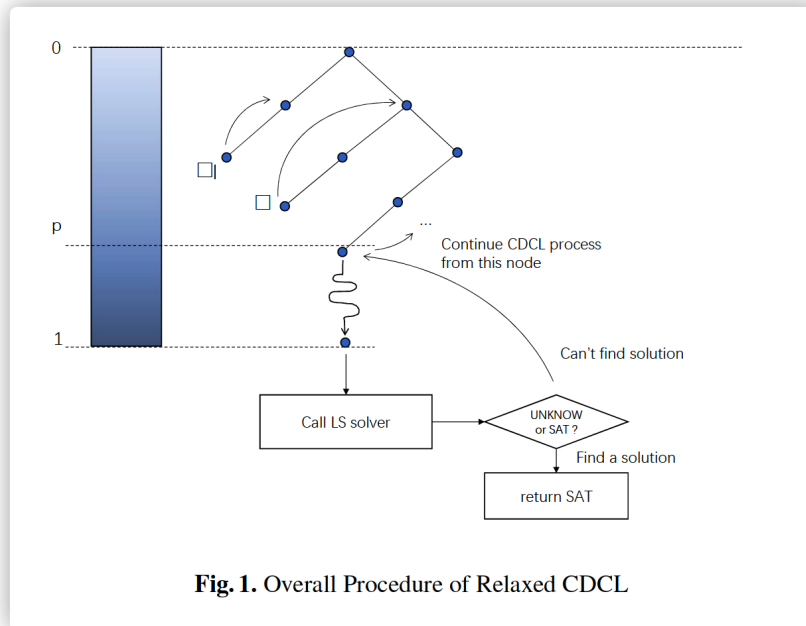 0
p
...
Continue CDCL process
from this node
1
Can't find solution
Call LS solver
UNKNOW
or SAT ?
Find a solution
return SAT
Fig. 1. Overall Procedure of Relaxed CDCL